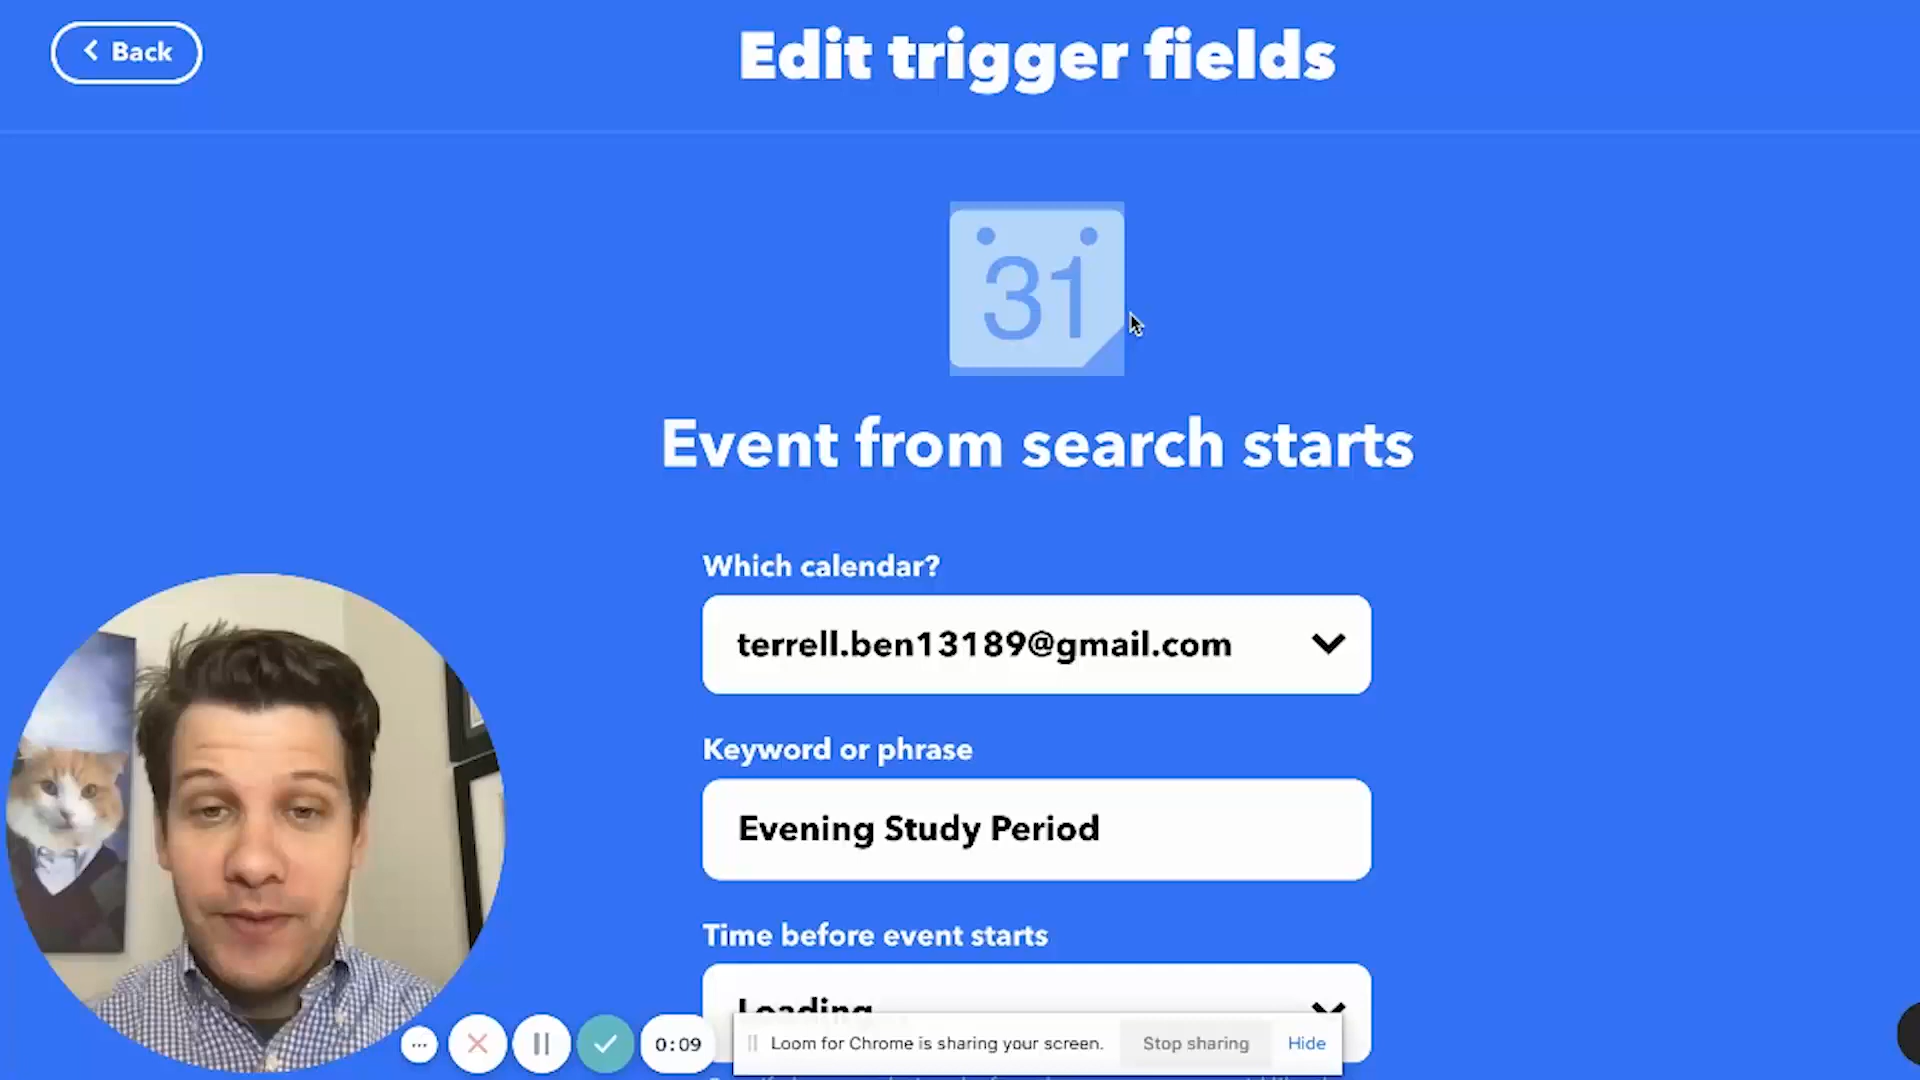 Back
Edit trigger fields
31
Event from search starts
Which calendar?
terrell.ben13189@gmail.com
Keyword or phrase
Evening Study Period
Time before event starts
Loading...
0:09
Loom for Chrome is sharing your screen.
Stop sharing
Hide